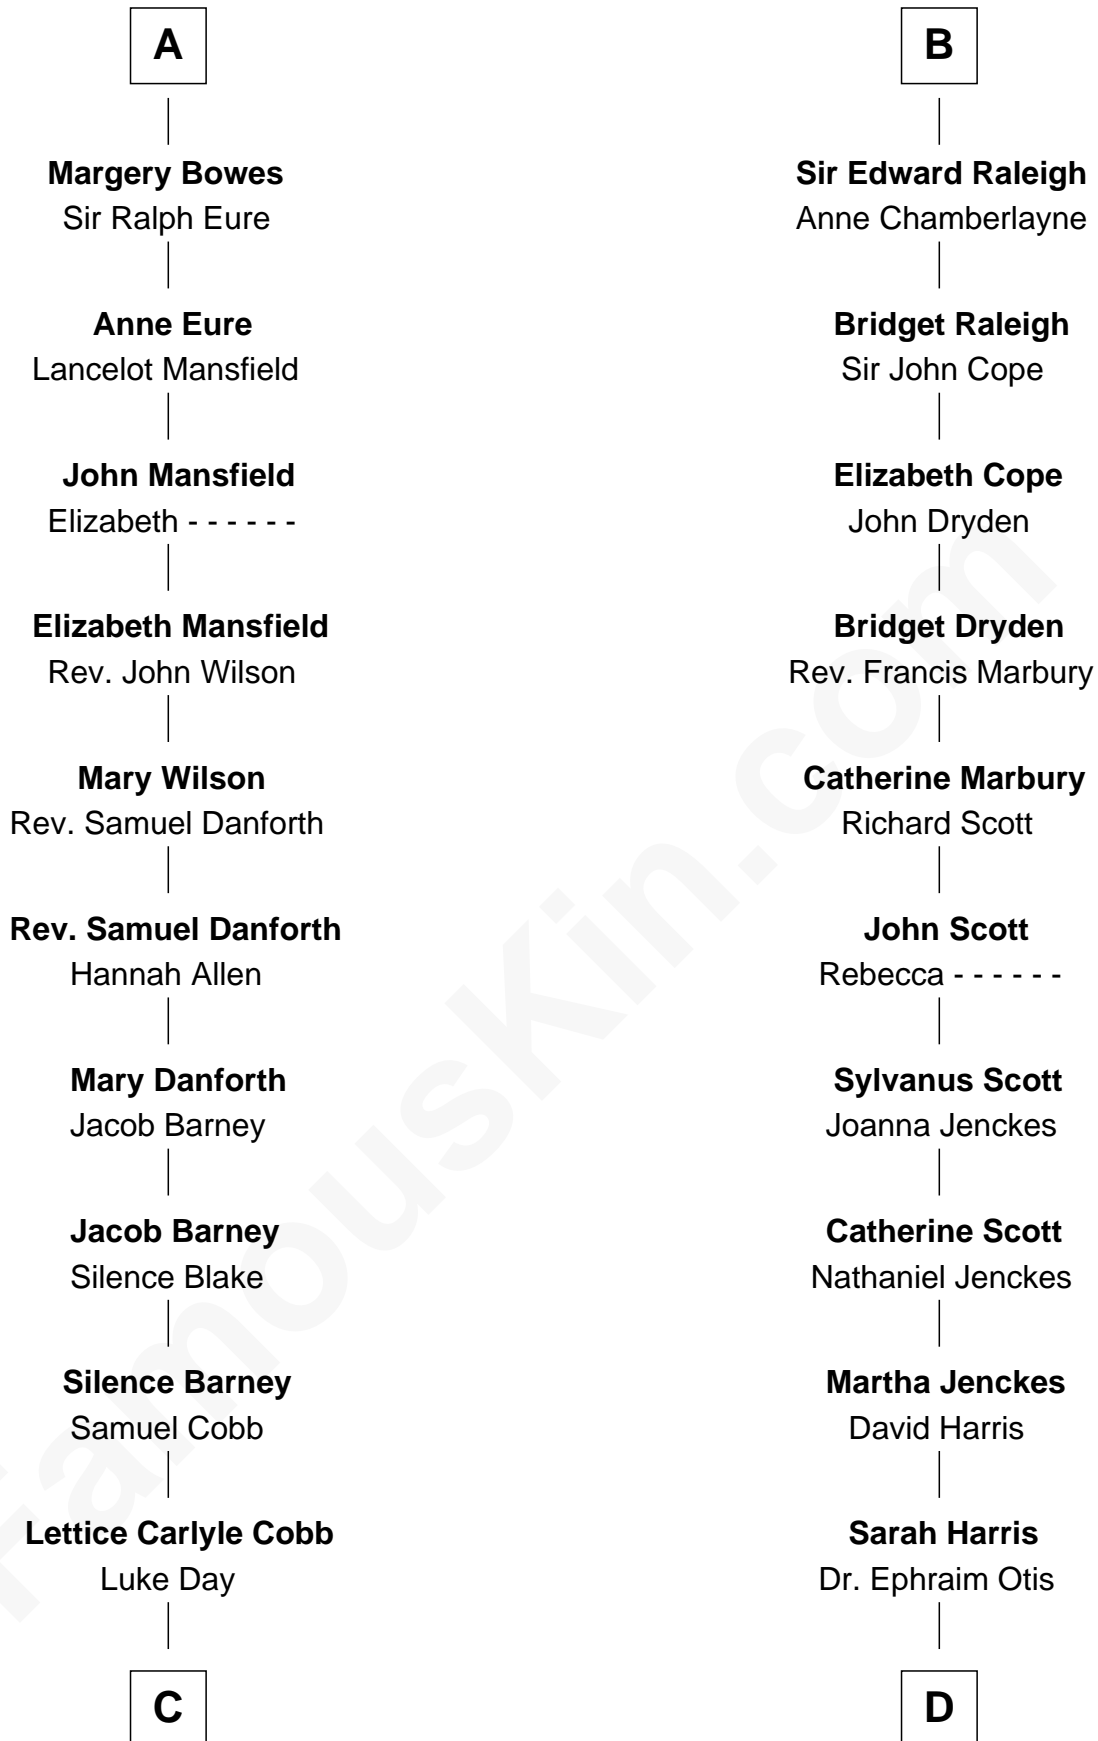 A
Margery Bowes
Sir Ralph Eure
Anne Eure
Lancelot Mansfield
John Mansfield
Elizabeth - - - - - -
Elizabeth Mansfield
Rev. John Wilson
Mary Wilson
Rev. Samuel Danforth
Rev. Samuel Danforth
Hannah Allen
Mary Danforth
Jacob Barney
Jacob Barney
Silence Blake
Silence Barney
Samuel Cobb
Lettice Carlyle Cobb
Luke Day
C
B
Sir Edward Raleigh
Anne Chamberlayne
Bridget Raleigh
Sir John Cope
Elizabeth Cope
John Dryden
Bridget Dryden
Rev. Francis Marbury
Catherine Marbury
Richard Scott
John Scott
Rebecca - - - - - -
Sylvanus Scott
Joanna Jenckes
Catherine Scott
Nathaniel Jenckes
Martha Jenckes
David Harris
Sarah Harris
Dr. Ephraim Otis
D
FamousKin.com